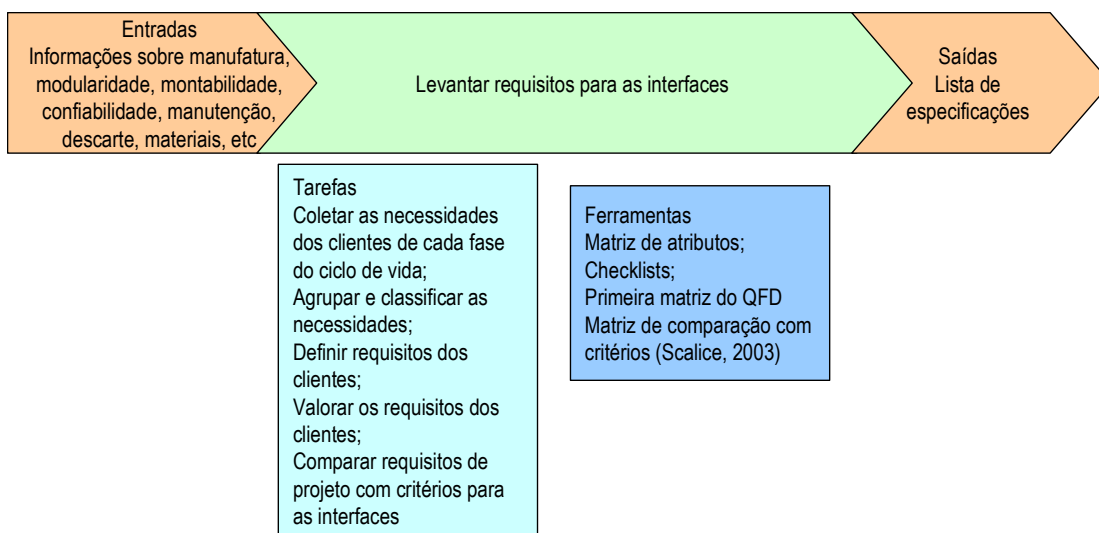 Entradas
Informações sobre manufatura,
modularidade, montabilidade,
confiabilidade, manutenção,
descarte, materiais, etc
Levantar requisitos para as interfaces
Saídas
Lista de
especificações
Tarefas
Coletar as necessidades
dos clientes de cada fase
do ciclo de vida;
Agrupar e classificar as
necessidades;
Definir requisitos dos
clientes;
Valorar os requisitos dos
clientes;
Comparar requisitos de
projeto com critérios para
as interfaces
Ferramentas
Matriz de atributos;
Checklists;
Primeira matriz do QFD
Matriz de comparação com
critérios (Scalice, 2003)